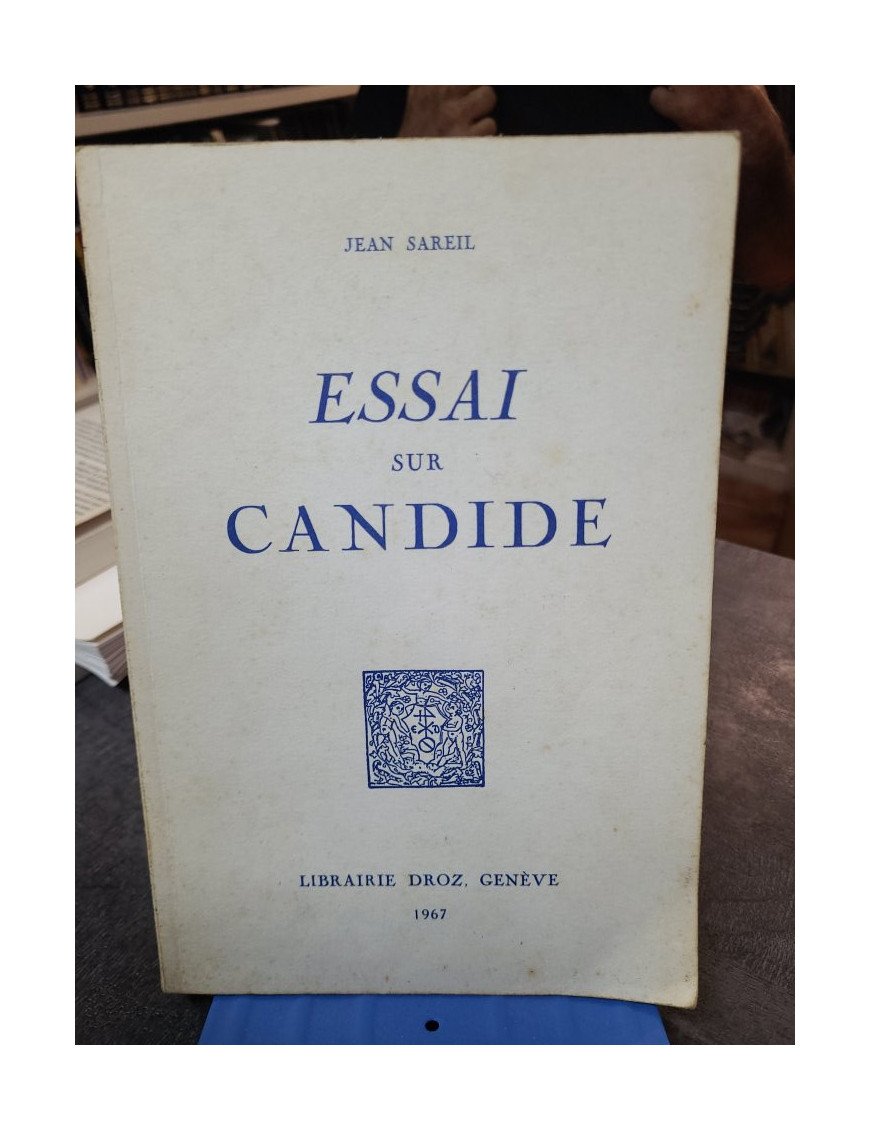 JEAN SAREIL
ESSAI
SUR
CANDIDE
LIBRAIRIE DROZ, GENÈVE
1967